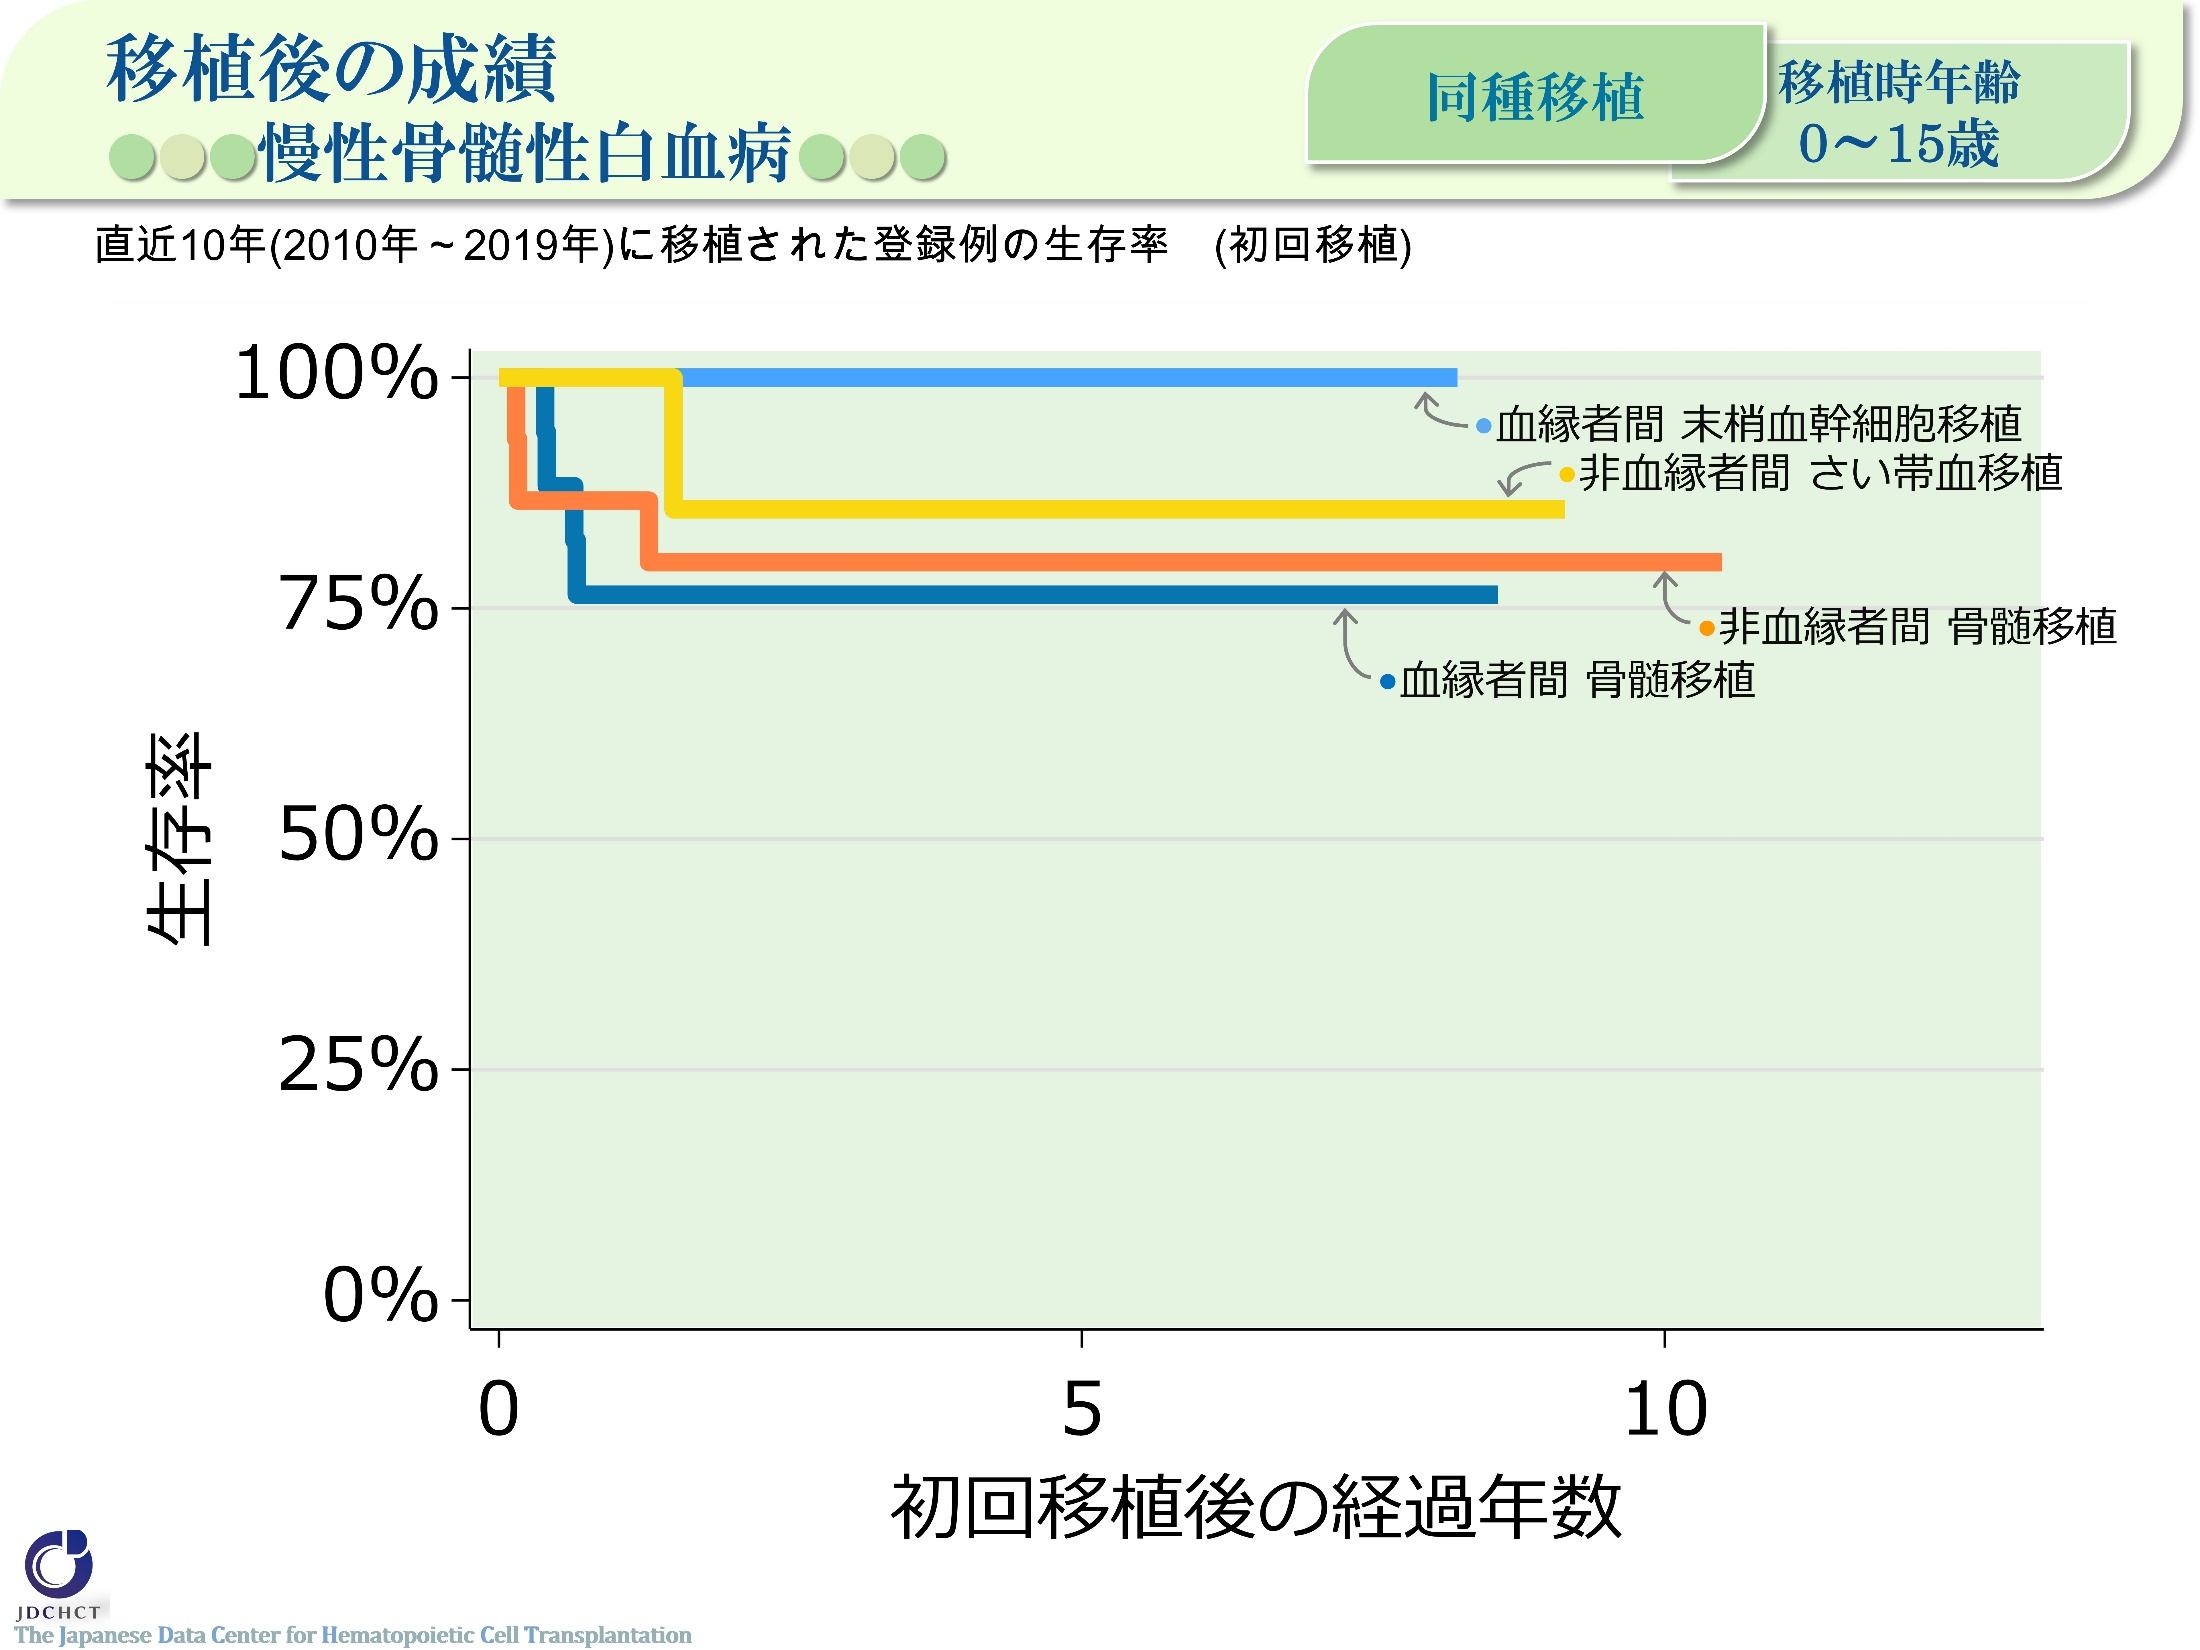 移植後の成績
慢性骨髄性白血病
同種移植
移植時年齢
0～15歳
直近10年(2010年～2019年)に移植された登録例の生存率　(初回移植)
100%
75%
50%
25%
0%
生存率
血縁者間 末梢血幹細胞移植
非血縁者間 さい帯血移植
非血縁者間 骨髄移植
血縁者間 骨髄移植
0
5
10
初回移植後の経過年数
JDCHCT
The Japanese Data Center for Hematopoietic Cell Transplantation